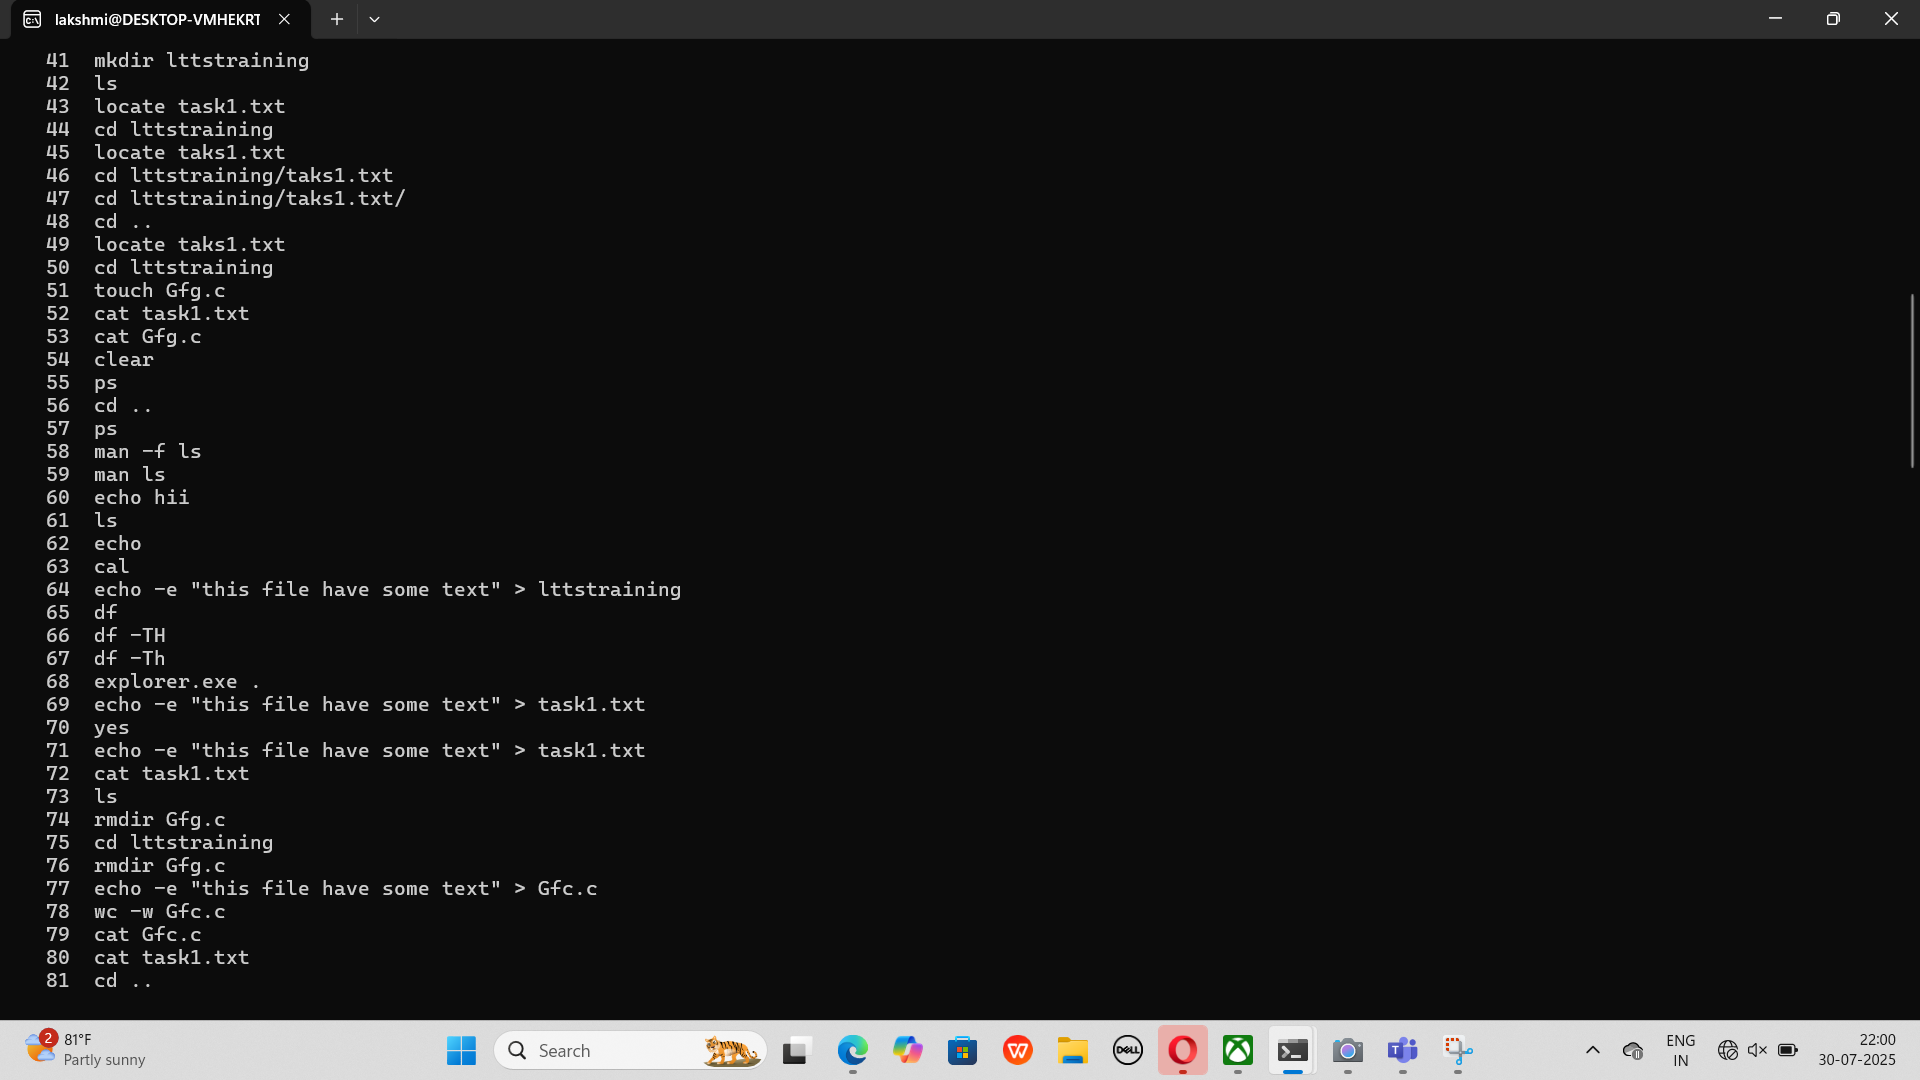 lakshmi@DESKTOP-VMHEKRT
41 mkdir lttstraining
42 ls
43 locate task1.txt
44 cd lttstraining
45 locate taks1.txt
46 cd lttstraining/taks1.txt
47 cd lttstraining/taks1.txt/
48 cd ..
49 locate taks1.txt
50 cd lttstraining
51 touch Gfg.c
52 cat task1.txt
53 cat Gfg.c
54 clear
55 ps
56 cd ..
57 ps
58 man -f ls
59 man ls
60 echo hii
61 ls
62 echo
63 cal
64 echo -e "this file have some text" > lttstraining
65 df
66 df -TH
67 df -Th
68 explorer.exe .
69 echo -e "this file have some text" > task1.txt
70 yes
71 echo -e "this file have some text" > task1.txt
72 cat task1.txt
73 ls
74 rmdir Gfg.c
75 cd lttstraining
76 rmdir Gfg.c
77 echo -e "this file have some text" > Gfc.c
78 wc -w Gfc.c
79 cat Gfc.c
80 cat task1.txt
81 cd ..
2
81°F
Partly sunny
Search
DELL
ENG
IN
22:00
30-07-2025